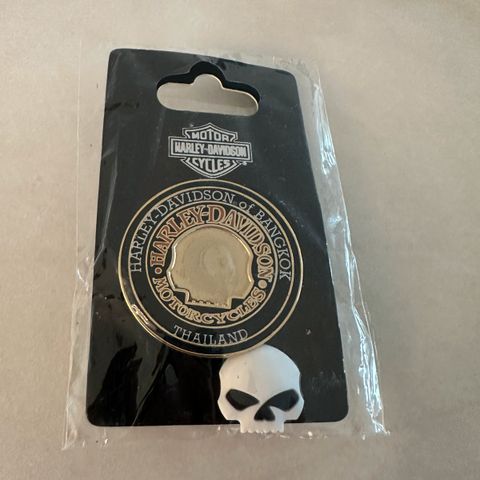 MOTOR
HARLEY-DAVIDSON
CYCLES
®
HARLEY-DAVIDSON of BANGKOK
HARLEY-DAVIDSON
MOTORCYCLES
THAILAND